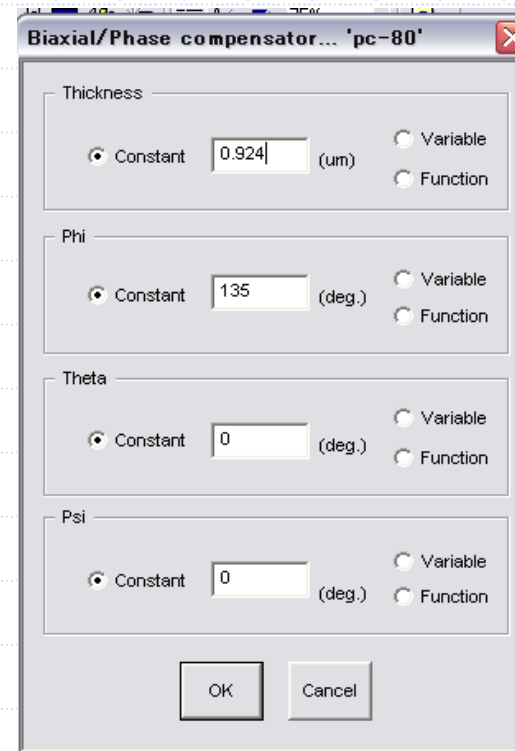 Biaxial/Phase compensator... 'pc-80'
Thickness
Constant 0.924 (um) Variable
Function
Phi
Constant 135 (deg.) Variable
Function
Theta
Constant 0 (deg.) Variable
Function
Psi
Constant 0 (deg.) Variable
Function
OK Cancel